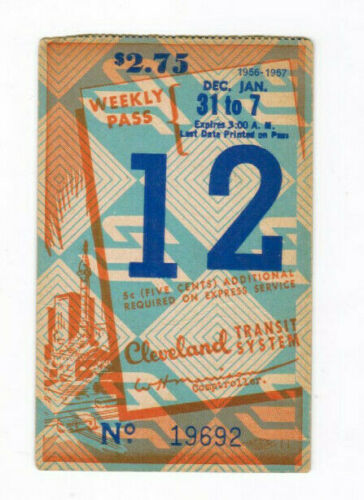 $2.75
1956-1957
WEEKLY PASS
DEC. JAN.
31 to 7
Expires 3:00 A. M.
Last Date Printed on Pass
12
5c (FIVE CENTS) ADDITIONAL
REQUIRED ON EXPRESS SERVICE
Cleveland TRANSIT SYSTEM
Comptroller.
No. 19692